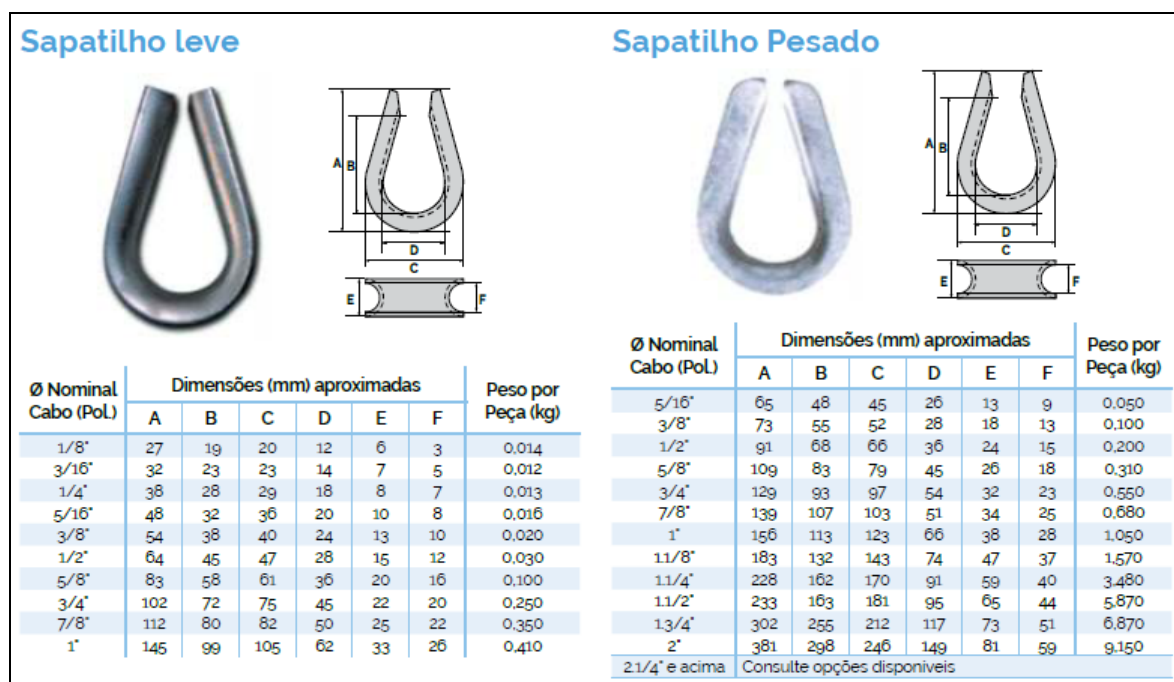 Sapatilho leve
A
B
D
C
E
F
Ø Nominal Cabo (Pol.) Dimensões (mm) aproximadas Peso por Peça (kg)
A B C D E F
1/8" 27 19 20 12 6 3 0,014
3/16" 32 23 23 14 7 5 0,012
1/4" 38 28 29 18 8 7 0,013
5/16" 48 32 36 20 10 8 0,016
3/8" 54 38 40 24 13 10 0,020
1/2" 64 45 47 28 15 12 0,030
5/8" 83 58 61 36 20 16 0,100
3/4" 102 72 75 45 22 20 0,250
7/8" 112 80 82 50 25 22 0,350
1" 145 99 105 62 33 26 0,410
Sapatilho Pesado
A
B
D
C
E
F
Ø Nominal Cabo (Pol.) Dimensões (mm) aproximadas Peso por Peça (kg)
A B C D E F
5/16" 65 48 45 26 13 9 0,050
3/8" 73 55 52 28 18 13 0,100
1/2" 91 68 66 36 24 15 0,200
5/8" 109 83 79 45 26 18 0,310
3/4" 129 93 97 54 32 23 0,550
7/8" 139 107 103 51 34 25 0,680
1" 156 113 123 66 38 28 1,050
1.1/8" 183 132 143 74 47 37 1,570
1.1/4" 228 162 170 91 59 40 3,480
1.1/2" 233 163 181 95 65 44 5,870
1.3/4" 302 255 212 117 73 51 6,870
2" 381 298 246 149 81 59 9,150
2.1/4" e acima Consulte opções disponíveis